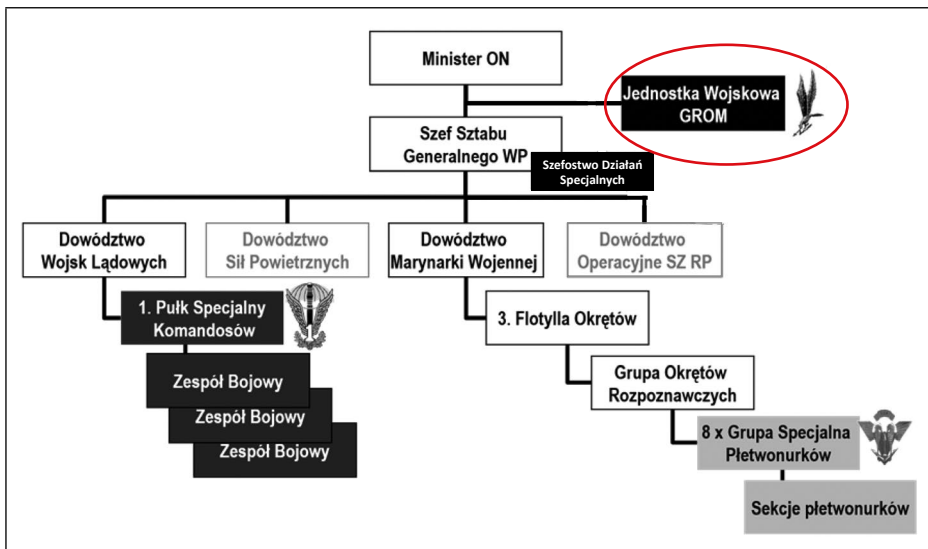 Minister ON
Jednostka Wojskowa
GROM
Szef Sztabu
Generalnego WP
Szefostwo Działań
Specjalnych
Dowództwo
Wojsk Lądowych
Dowództwo
Sił Powietrznych
Dowództwo
Marynarki Wojennej
Dowództwo
Operacyjne SZ RP
1. Pułk Specjalny
Komandosów
1
3. Flotylla Okrętów
Zespół Bojowy
Zespół Bojowy
Zespół Bojowy
Grupa Okrętów
Rozpoznawczych
8 x Grupa Specjalna
Płetwonurków
Sekcje płetwonurków